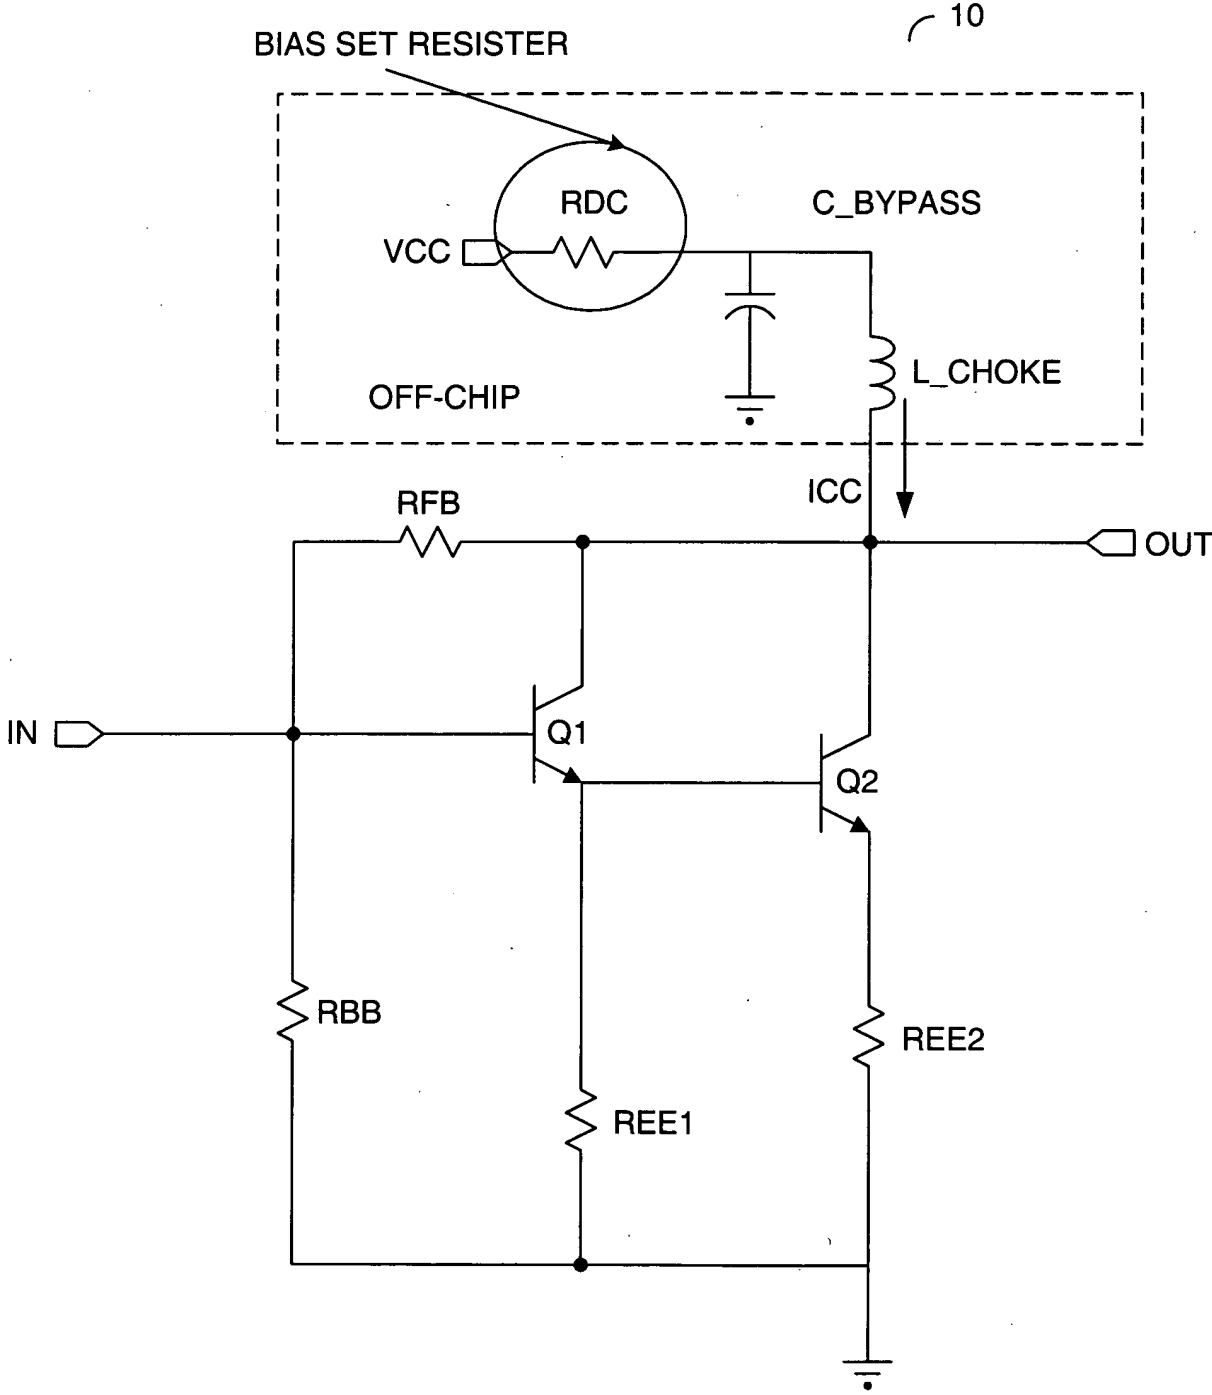 10
BIAS SET RESISTER
RDC
C_BYPASS
VCC
L_CHOKE
OFF-CHIP
ICC
RFB
OUT
IN
Q1
Q2
RBB
REE2
REE1